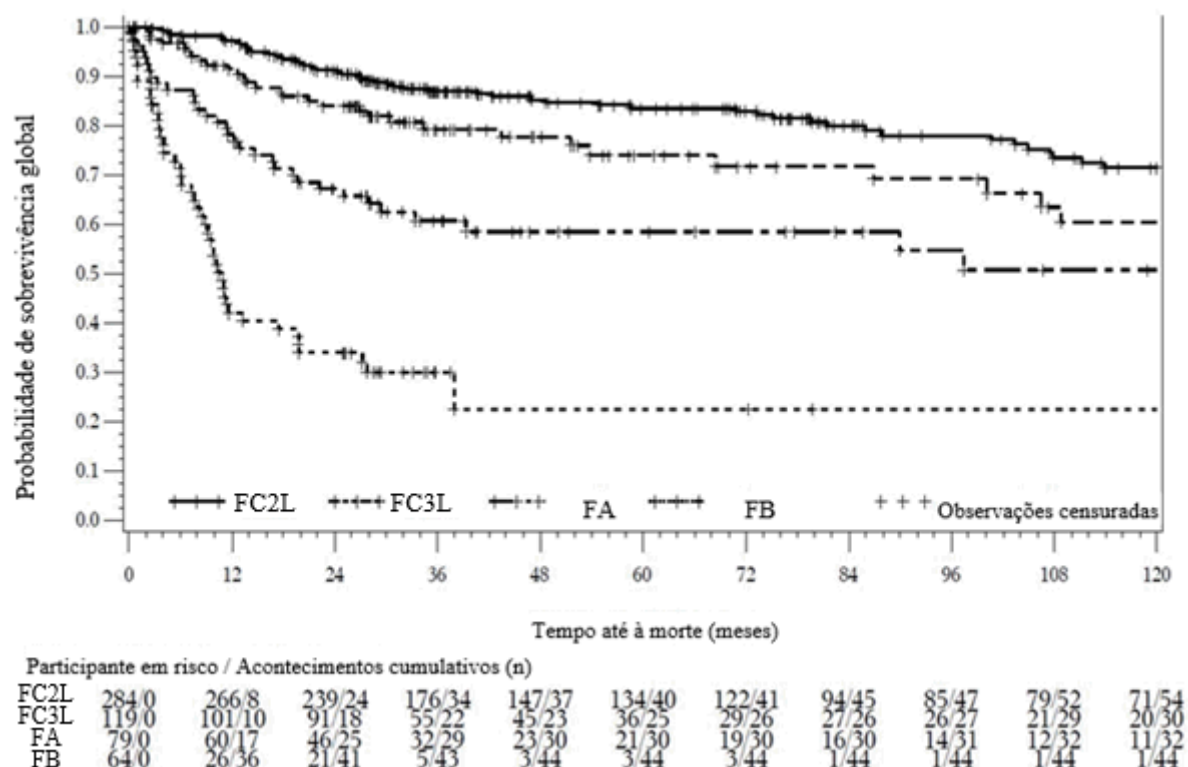 Probabilidade de sobrevivência global
1.0
0.9
0.8
0.7
0.6
0.5
0.4
0.3
0.2
0.1
0.0
FC2L FC3L FA FB Observações censuradas
0 12 24 36 48 60 72 84 96 108 120
Tempo até à morte (meses)
Participante em risco / Acontecimentos cumulativos (n)
FC2L 284/0 266/8 239/24 176/34 147/37 134/40 122/41 94/45 85/47 79/52 71/54
FC3L 119/0 101/10 91/18 55/22 45/23 36/25 29/26 27/26 26/27 21/29 20/30
FA 79/0 60/17 46/25 32/29 23/30 21/30 19/30 16/30 14/31 12/32 11/32
FB 64/0 26/36 21/41 5/43 3/44 3/44 3/44 1/44 1/44 1/44 1/44